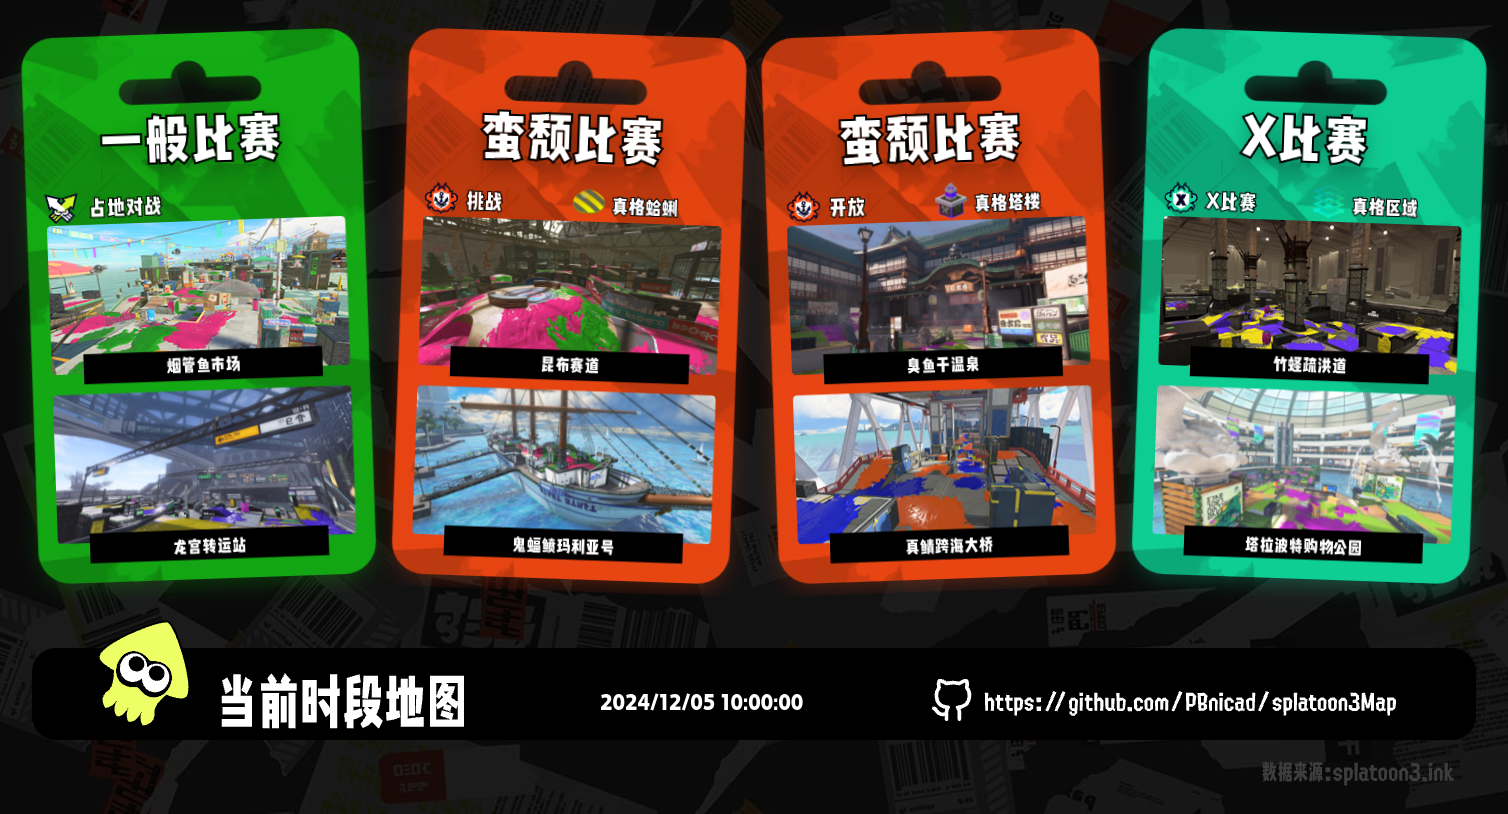 一般比赛
占地对战
烟管鱼市场
龙宫转运站
蛮颓比赛
挑战
真格蛤蜊
昆布赛道
鬼蝠鲼玛利亚号
蛮颓比赛
开放
真格塔楼
臭鱼干温泉
真鲭跨海大桥
X比赛
X比赛
真格区域
竹蛏疏洪道
塔拉波特购物公园
当前时段地图
2024/12/05 10:00:00
https://github.com/PBnicad/splatoon3Map
数据来源:splatoon3.ink